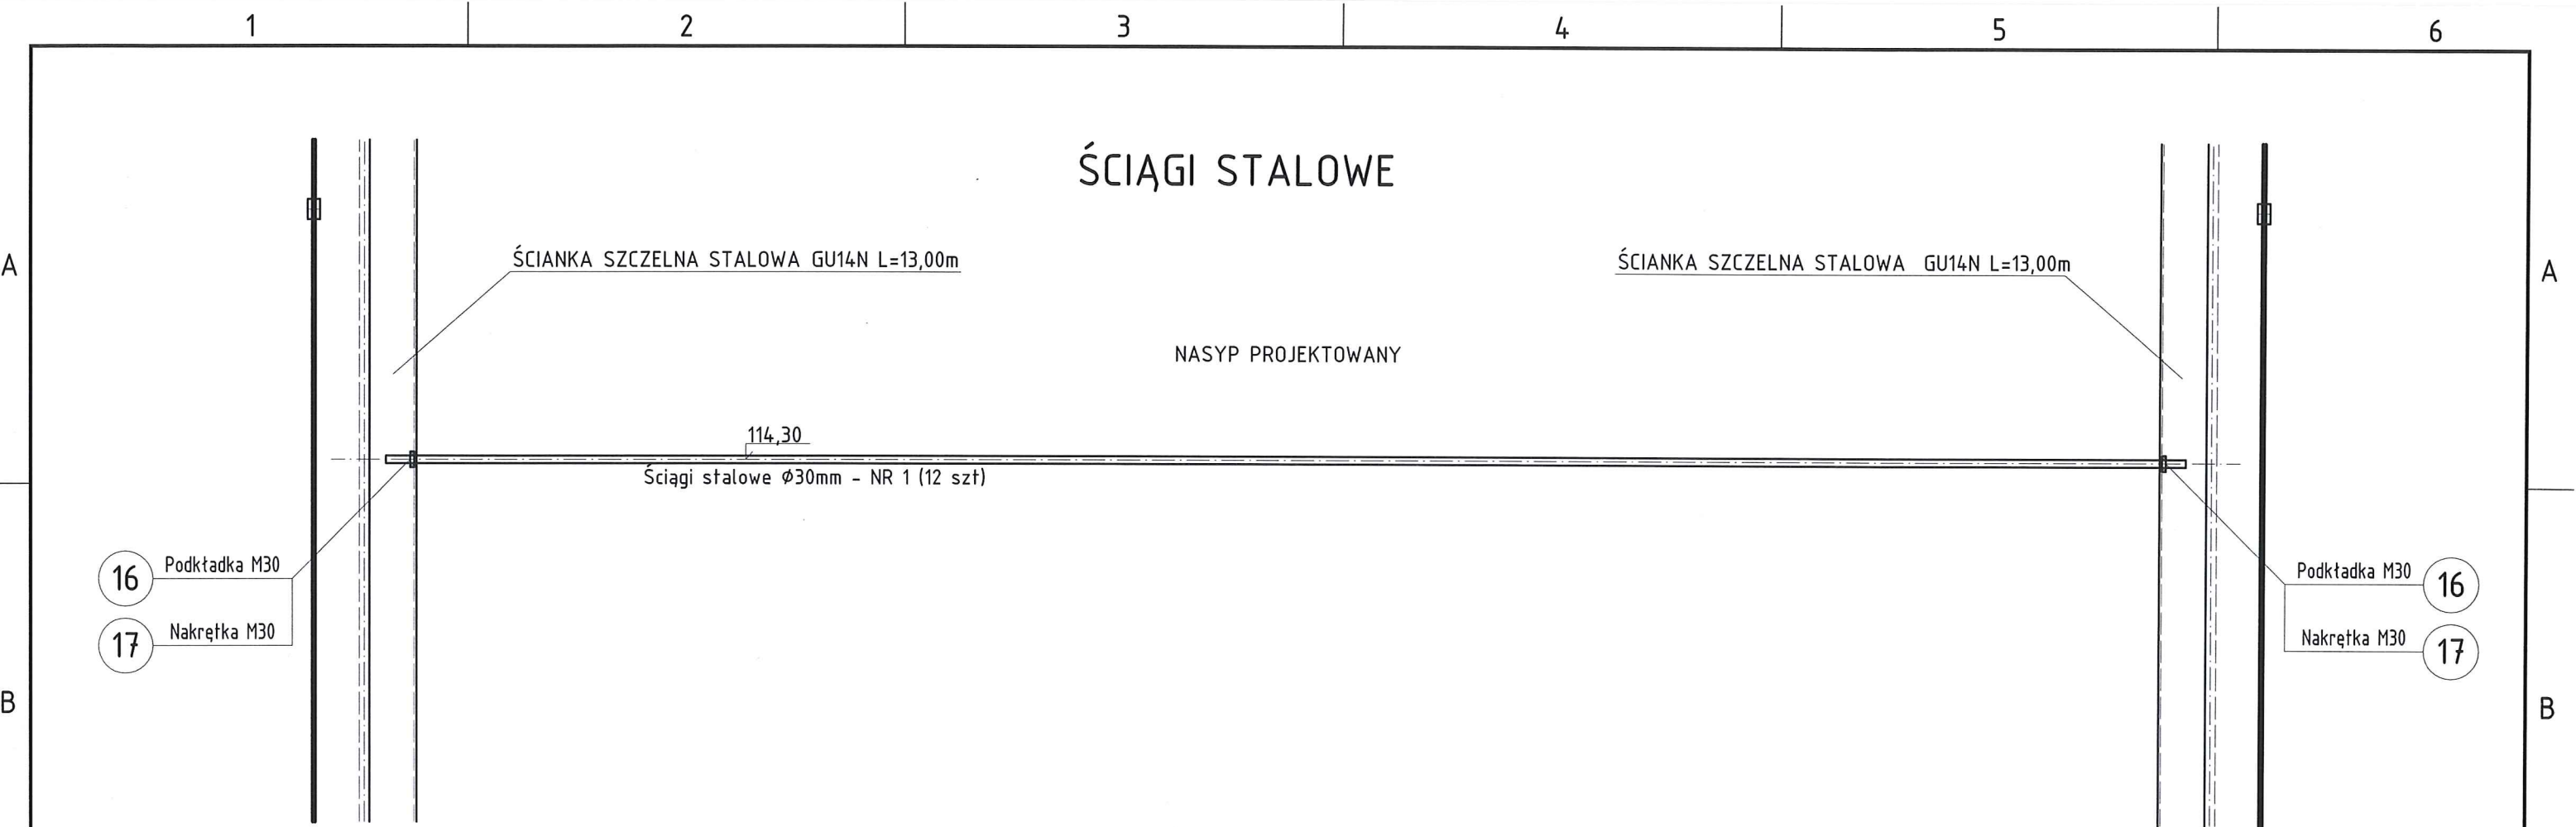 1 2 3 4 5 6
ŚCIĄGI STALOWE
ŚCIANKA SZCZELNA STALOWA GU14N L=13,00m
ŚCIANKA SZCZELNA STALOWA GU14N L=13,00m
A
A
NASYP PROJEKTOWANY
114,30
Ściągi stalowe Ø30mm - NR 1 (12 szt)
16 Podkładka M30
Podkładka M30 16
17 Nakrętka M30
Nakrętka M30 17
B
B